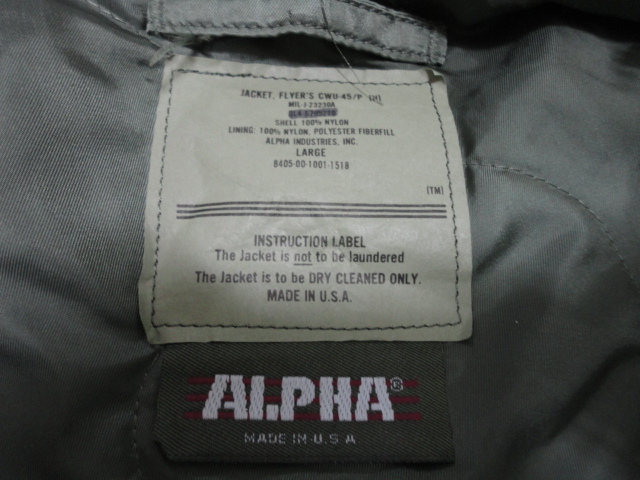 JACKET, FLYER'S CWU-45/P (N)
MIL-J-23230A
SHELL 100% NYLON
LINING: 100% NYLON, POLYESTER FIBERFILL
ALPHA INDUSTRIES, INC.
LARGE
8405-00-1001-1518
(TM)
INSTRUCTION LABEL
The Jacket is not to be laundered
The Jacket is to be DRY CLEANED ONLY.
MADE IN U.S.A.
ALPHA®
MADE IN U.S.A